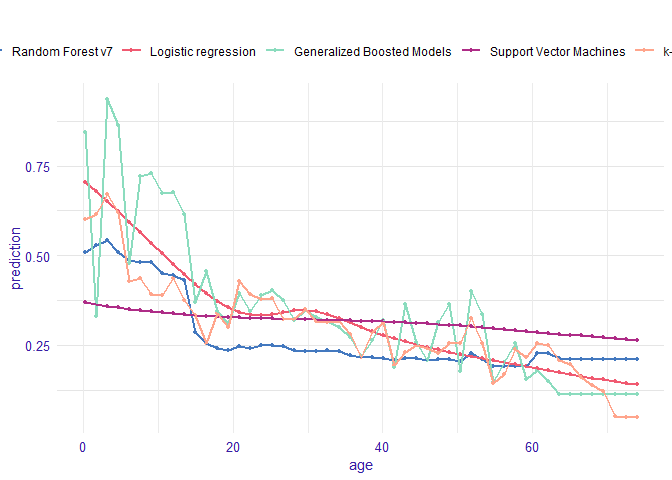 Random Forest v7 Logistic regression Generalized Boosted Models Support Vector Machines k-
0.75
0.50
0.25
prediction
0 20 40 60
age